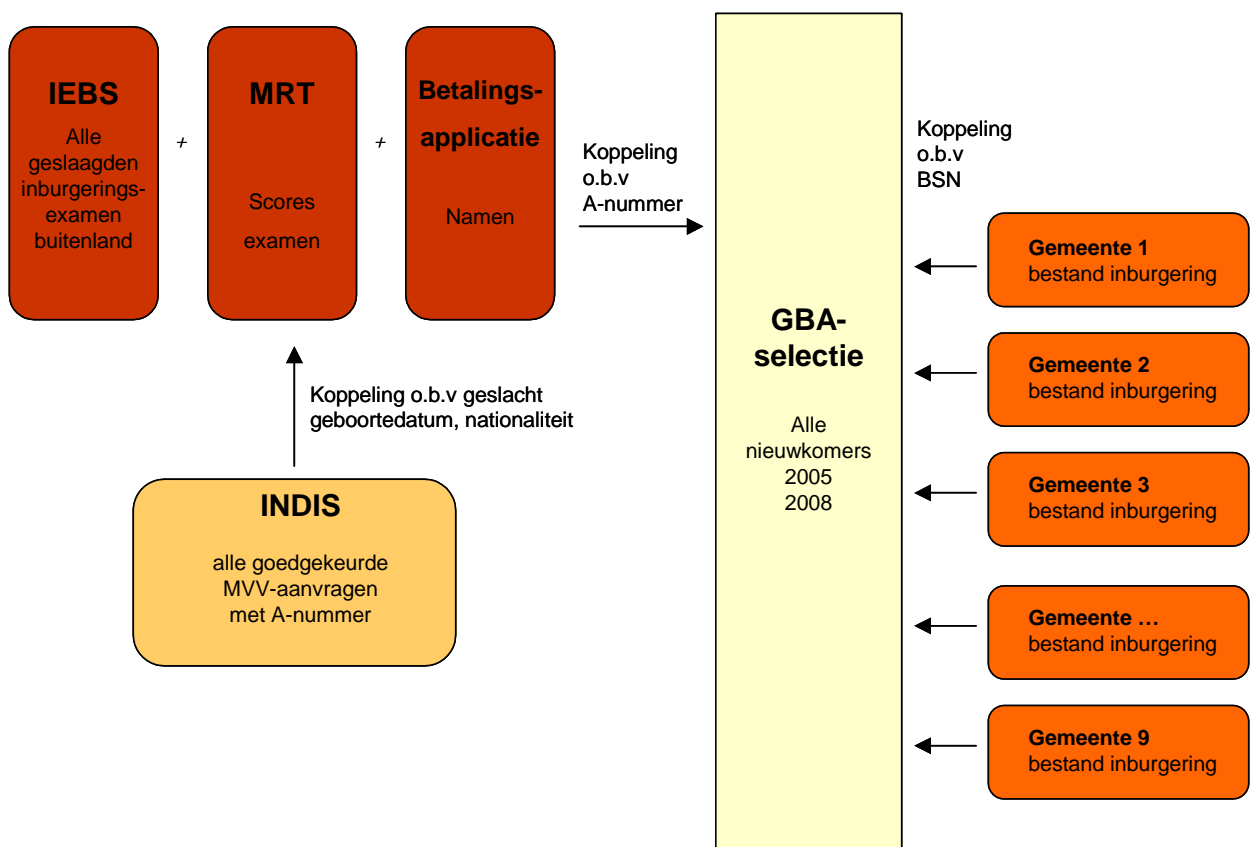 IEBS
Alle
geslaagden
inburgerings-
examen
buitenland
+
MRT
Scores
examen
+
Betalings-
applicatie
Namen
Koppeling
o.b.v
A-nummer
Koppeling o.b.v geslacht
geboortedatum, nationaliteit
INDIS
alle goedgekeurde
MVV-aanvragen
met A-nummer
GBA-
selectie
Alle
nieuwkomers
2005
2008
Koppeling
o.b.v
BSN
Gemeente 1
bestand inburgering
Gemeente 2
bestand inburgering
Gemeente 3
bestand inburgering
Gemeente ...
bestand inburgering
Gemeente 9
bestand inburgering